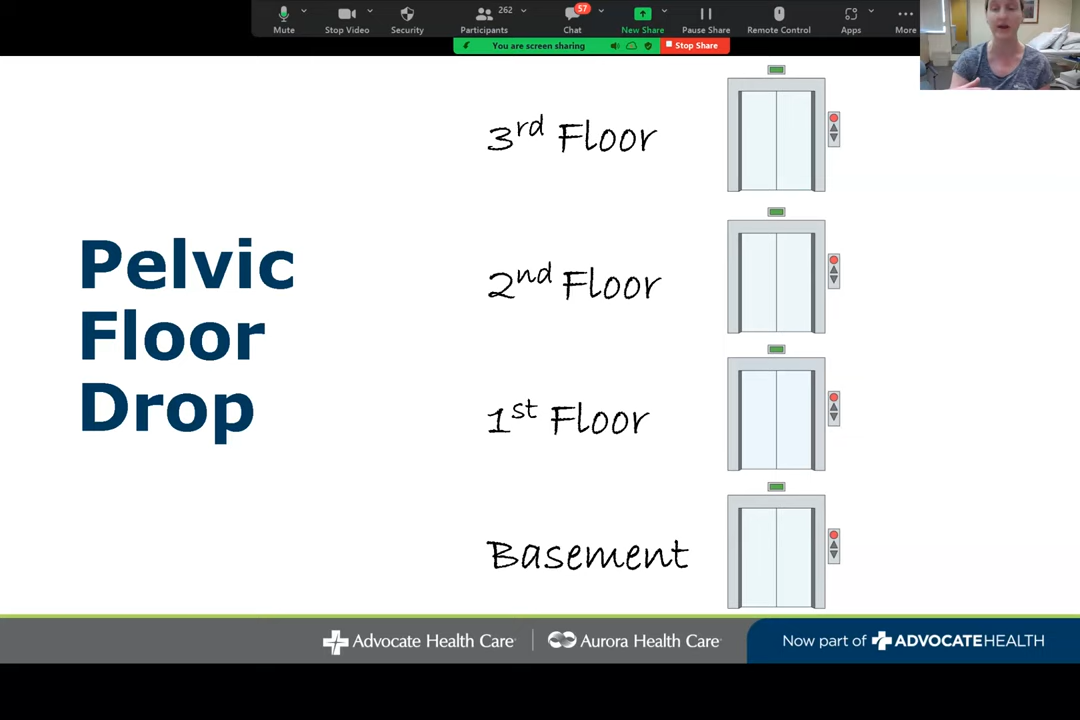 Mute
Stop Video
Security
Participants
262
Chat
57
New Share
Pause Share
Remote Control
Apps
More
You are screen sharing
Stop Share
3rd Floor
2nd Floor
Pelvic
Floor
Drop
1st Floor
Basement
Advocate Health Care
Aurora Health Care
Now part of ADVOCATEHEALTH